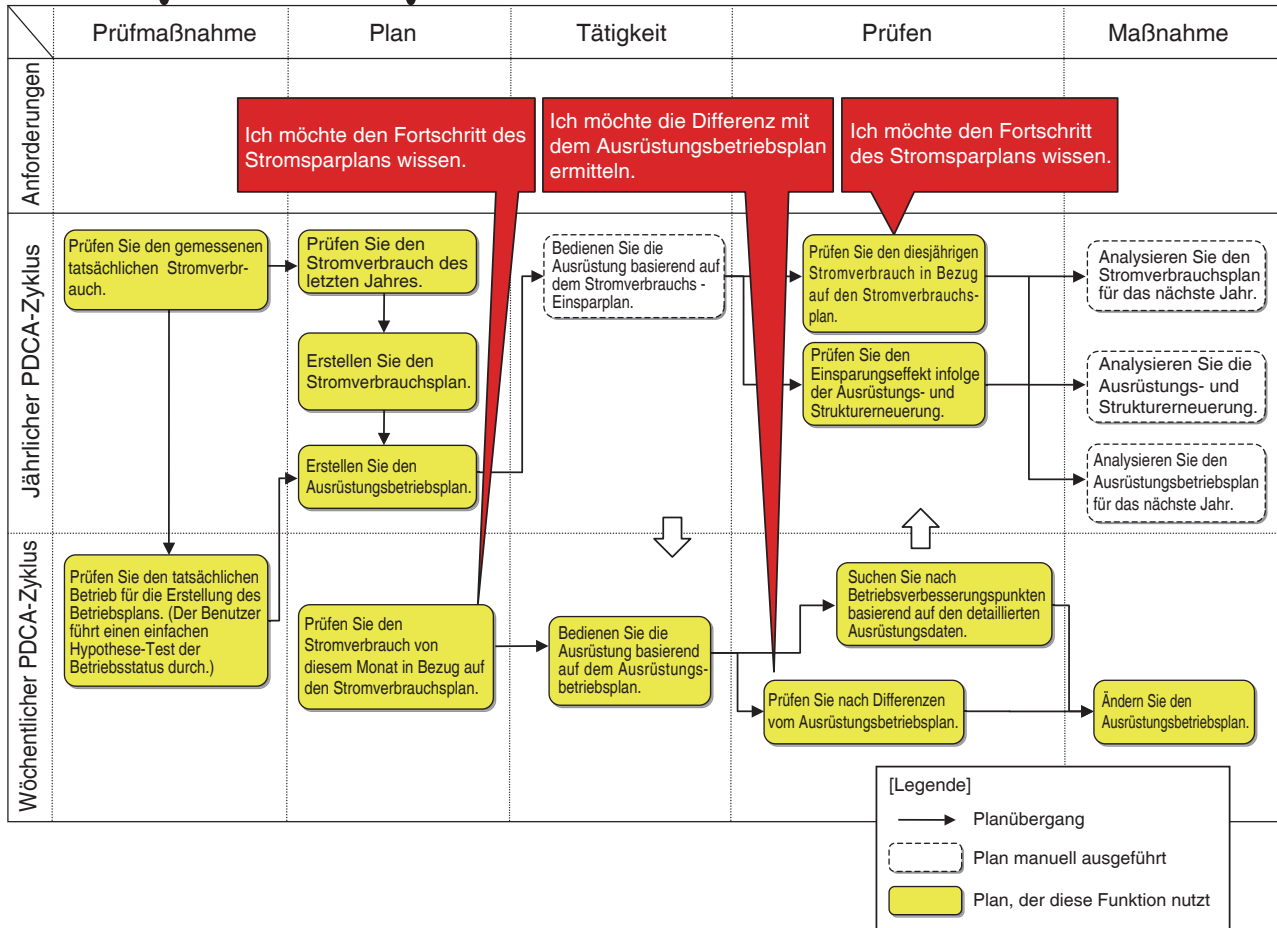 Prüfmaßnahme
Plan
Tätigkeit
Prüfen
Maßnahme
Anforderungen
Ich möchte den Fortschritt des
Stromsparplans wissen.
Ich möchte die Differenz mit
dem Ausrüstungsbetriebsplan
ermitteln.
Ich möchte den Fortschritt
des Stromsparplans wissen.
Jährlicher PDCA-Zyklus
Prüfen Sie den gemessenen
tatsächlichen Stromverbr-
auch.
Prüfen Sie den
Stromverbrauch des
letzten Jahres.
Erstellen Sie den
Stromverbrauchsplan.
Erstellen Sie den
Ausrüstungsbetriebsplan.
Bedienen Sie die
Ausrüstung basierend auf
dem Stromverbrauchs -
Einsparplan.
Prüfen Sie den diesjährigen
Stromverbrauch in Bezug
auf den Stromverbrauchs-
plan.
Prüfen Sie den
Einsparungseffekt infolge
der Ausrüstungs- und
Strukturerneuerung.
Analysieren Sie den
Stromverbrauchsplan
für das nächste Jahr.
Analysieren Sie die
Ausrüstungs- und
Strukturerneuerung.
Analysieren Sie den
Ausrüstungsbetriebsplan
für das nächste Jahr.
Wöchentlicher PDCA-Zyklus
Prüfen Sie den tatsächlichen
Betrieb für die Erstellung des
Betriebsplans. (Der Benutzer
führt einen einfachen
Hypothese-Test der
Betriebsstatus durch.)
Prüfen Sie den
Stromverbrauch von
diesem Monat in Bezug auf
den Stromverbrauchsplan.
Bedienen Sie die
Ausrüstung basierend
auf dem Ausrüstungs-
betriebsplan.
Suchen Sie nach
Betriebsverbesserungspunkten
basierend auf den detaillierten
Ausrüstungsdaten.
Prüfen Sie nach Differenzen
vom Ausrüstungsbetriebsplan.
Ändern Sie den
Ausrüstungsbetriebsplan.
[Legende]
Planübergang
Plan manuell ausgeführt
Plan, der diese Funktion nutzt